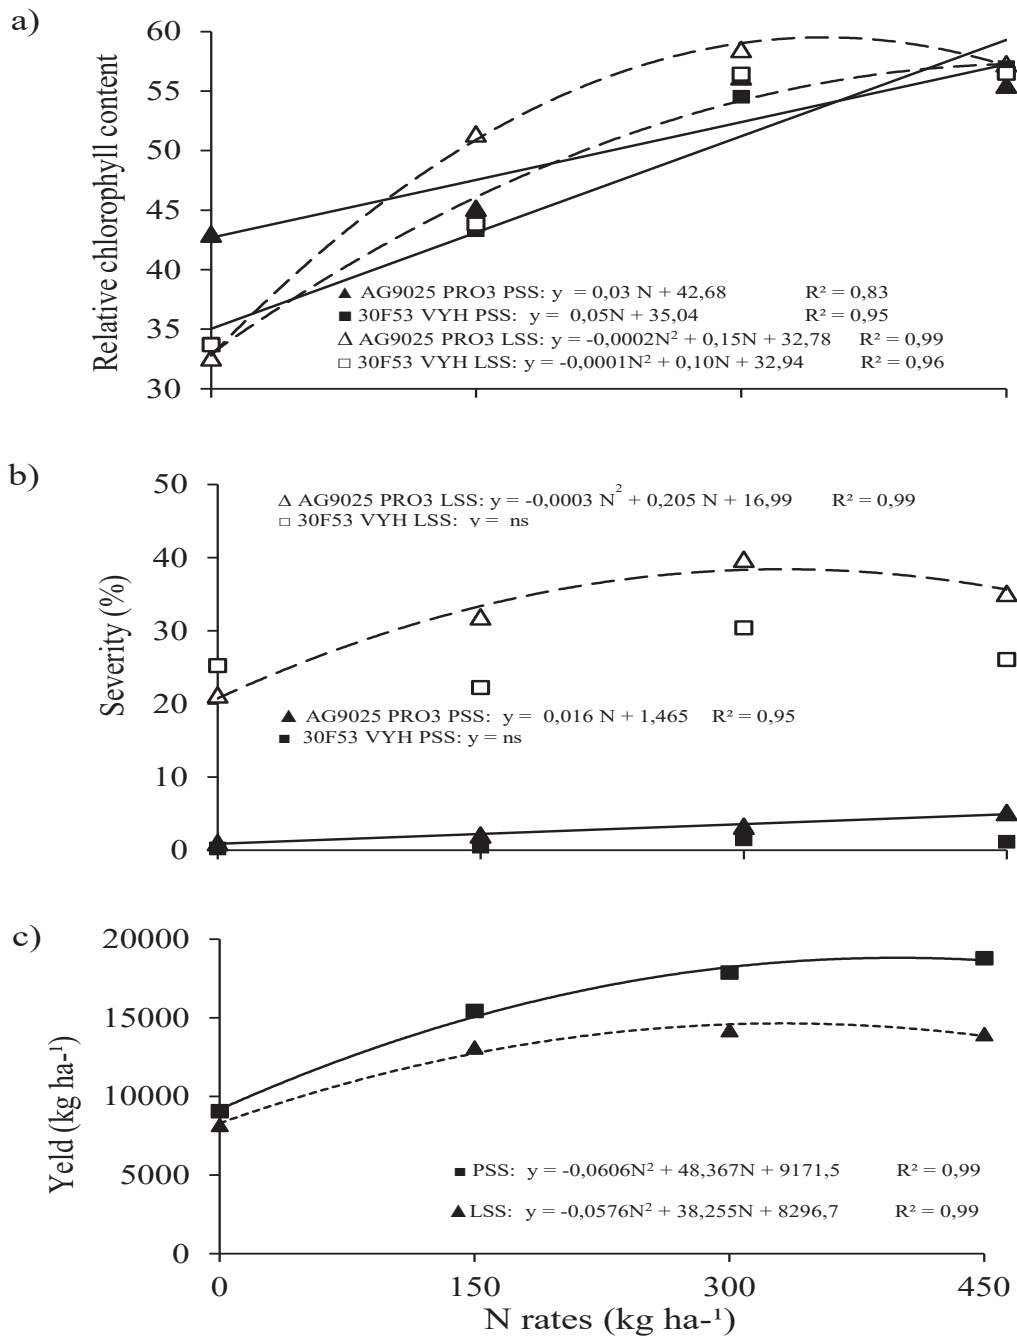 a)
Relative chlorophyll content
60
55
50
45
40
35
30
▲ AG9025 PRO3 PSS: y = 0,03 N + 42,68 R² = 0,83
■ 30F53 VYH PSS: y = 0,05N + 35,04 R² = 0,95
△ AG9025 PRO3 LSS: y = -0,0002N² + 0,15N + 32,78 R² = 0,99
□ 30F53 VYH LSS: y = -0,0001N² + 0,10N + 32,94 R² = 0,96
b)
Severity (%)
50
40
30
20
10
0
△ AG9025 PRO3 LSS: y = -0,0003 N² + 0,205 N + 16,99 R² = 0,99
□ 30F53 VYH LSS: y = ns
▲ AG9025 PRO3 PSS: y = 0,016 N + 1,465 R² = 0,95
■ 30F53 VYH PSS: y = ns
c)
Yeld (kg ha-¹)
20000
15000
10000
5000
0
■ PSS: y = -0,0606N² + 48,367N + 9171,5 R² = 0,99
▲ LSS: y = -0,0576N² + 38,255N + 8296,7 R² = 0,99
0 150 300 450
N rates (kg ha-¹)